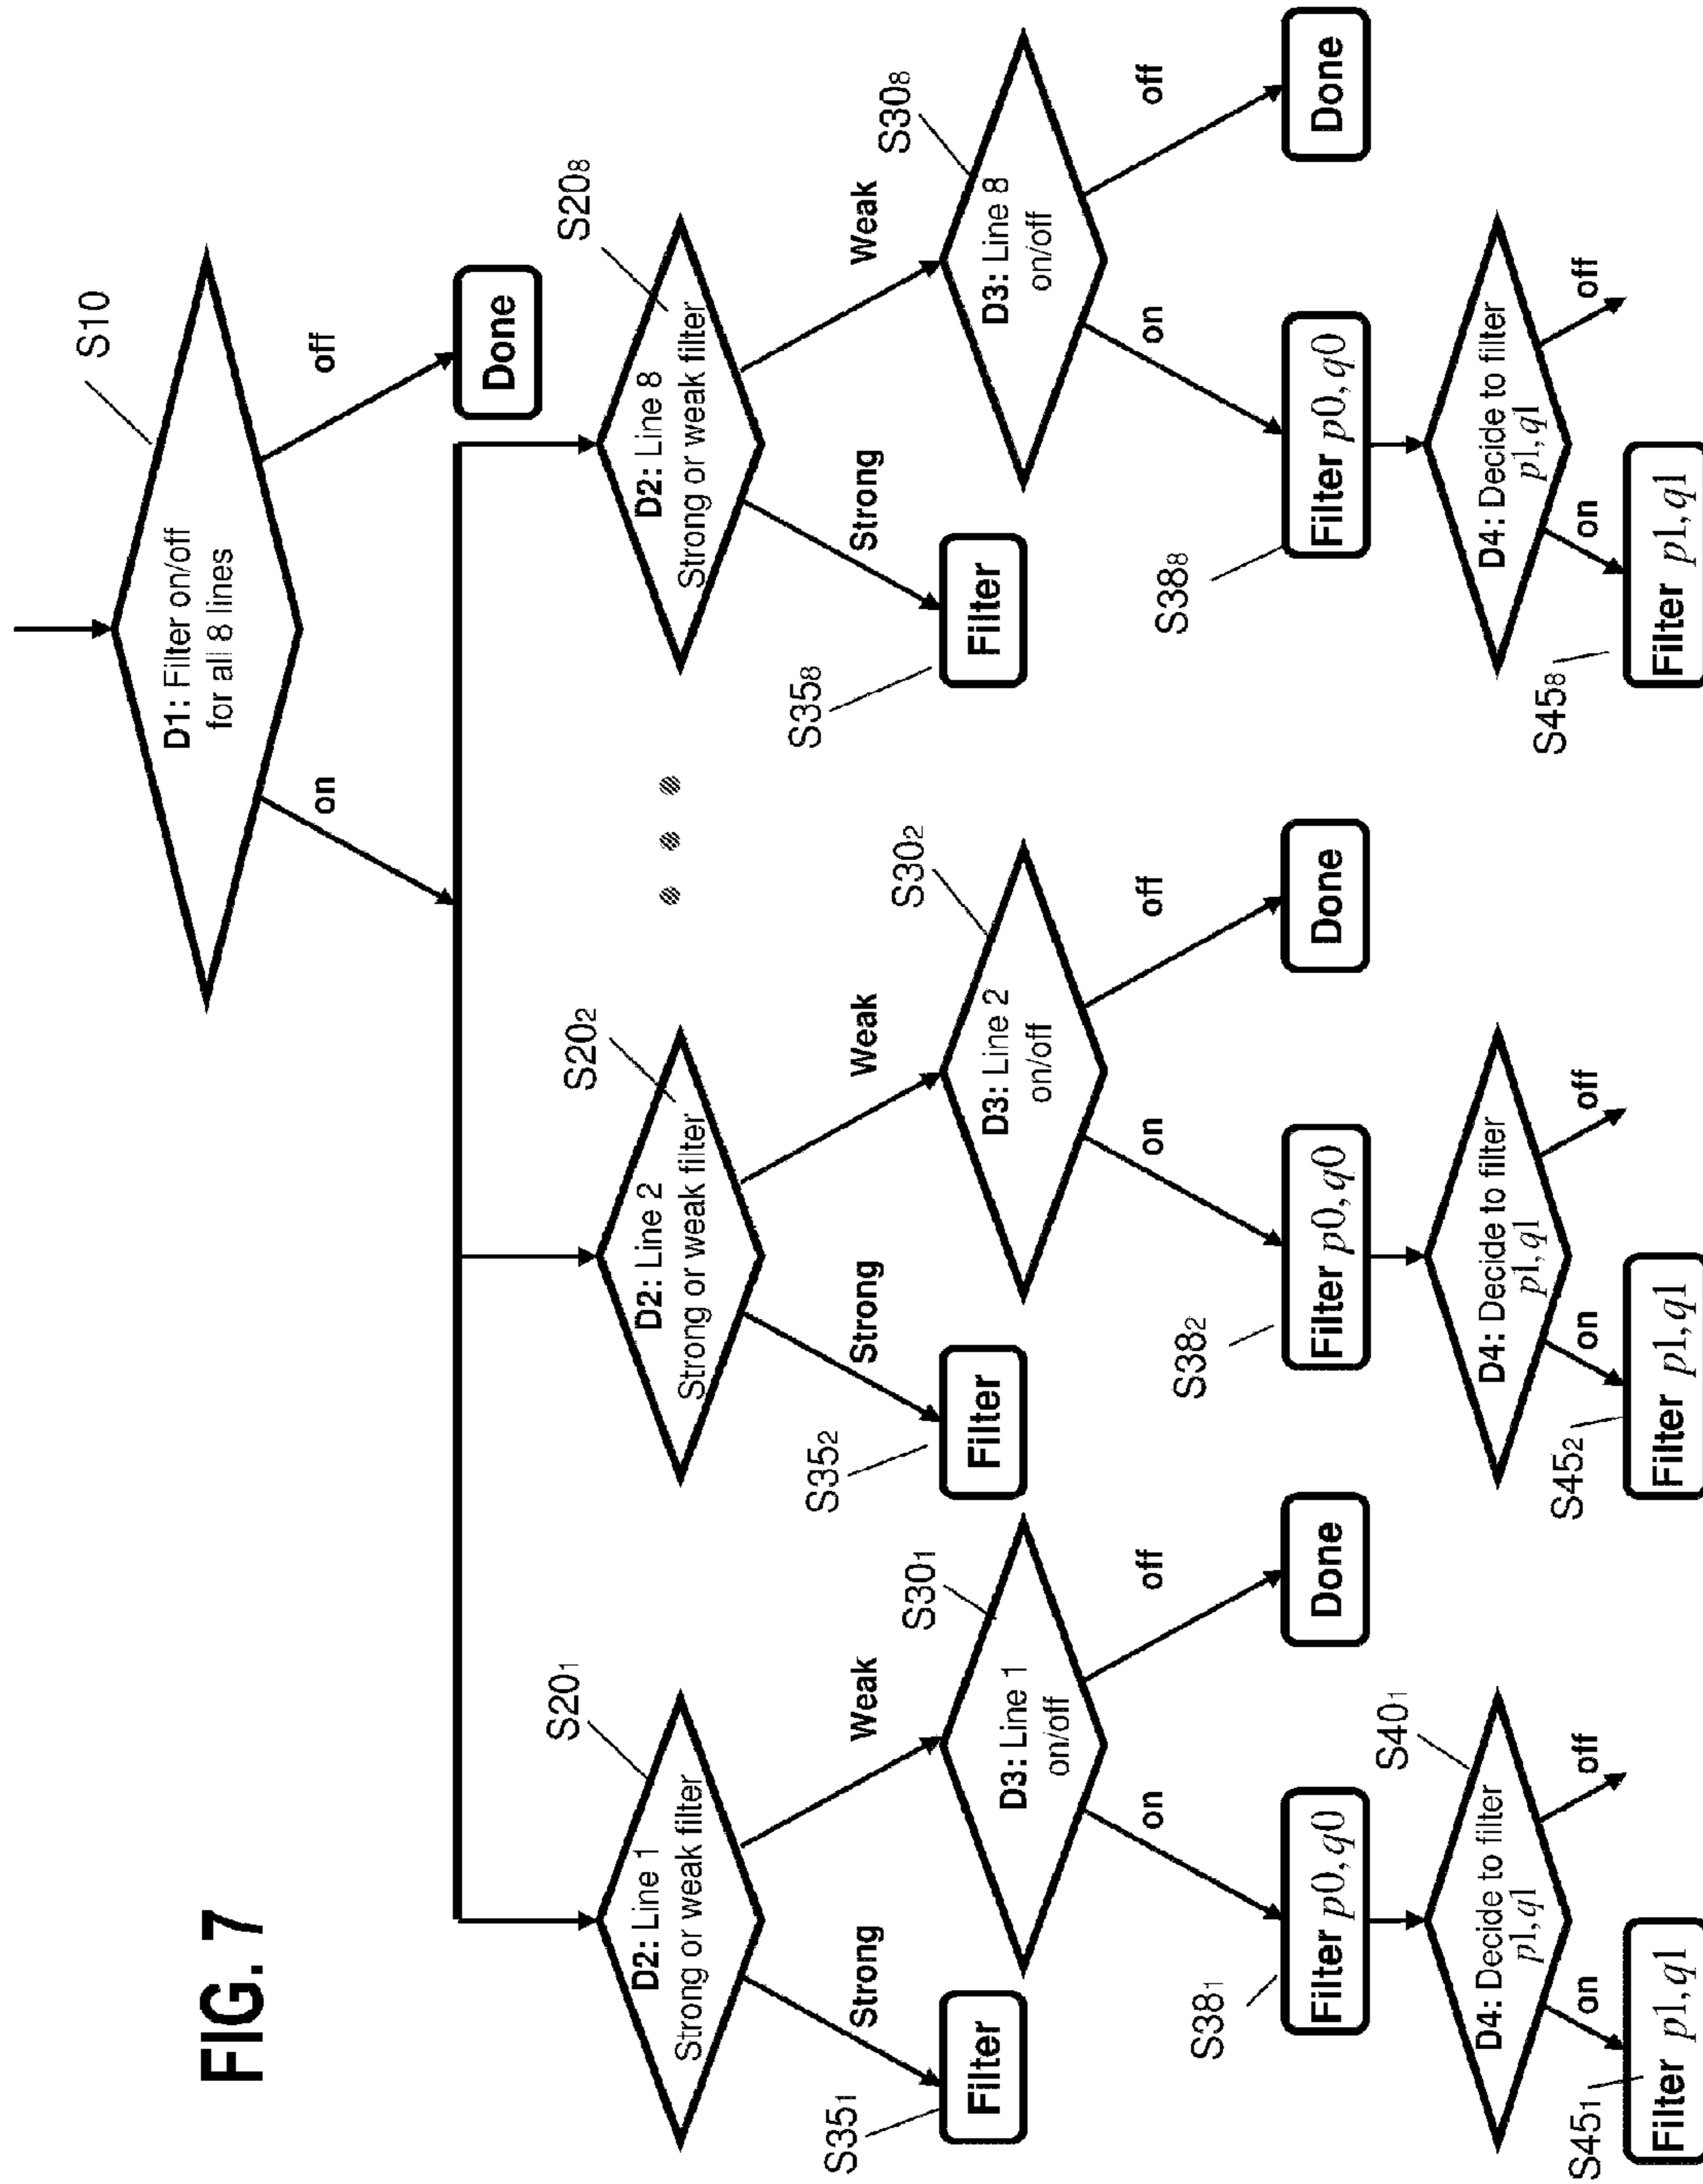 FIG. 7
S10
D1: Filter on/off
for all 8 lines
on
off
Done
S201
D2: Line 1
Strong or weak filter
S202
D2: Line 2
Strong or weak filter
S208
D2: Line 8
Strong or weak filter
Strong
Weak
Strong
Weak
Strong
Weak
S351
Filter
S301
D3: Line 1
on/off
S352
Filter
S302
D3: Line 2
on/off
S358
Filter
S308
D3: Line 8
on/off
on
off
on
off
on
off
S381
Filter p0,q0
Done
S382
Filter p0,q0
Done
S388
Filter p0,q0
Done
S401
D4: Decide to filter
p1,q1
D4: Decide to filter
p1,q1
D4: Decide to filter
p1,q1
on
off
on
off
on
off
S451
Filter p1,q1
S452
Filter p1,q1
S458
Filter p1,q1